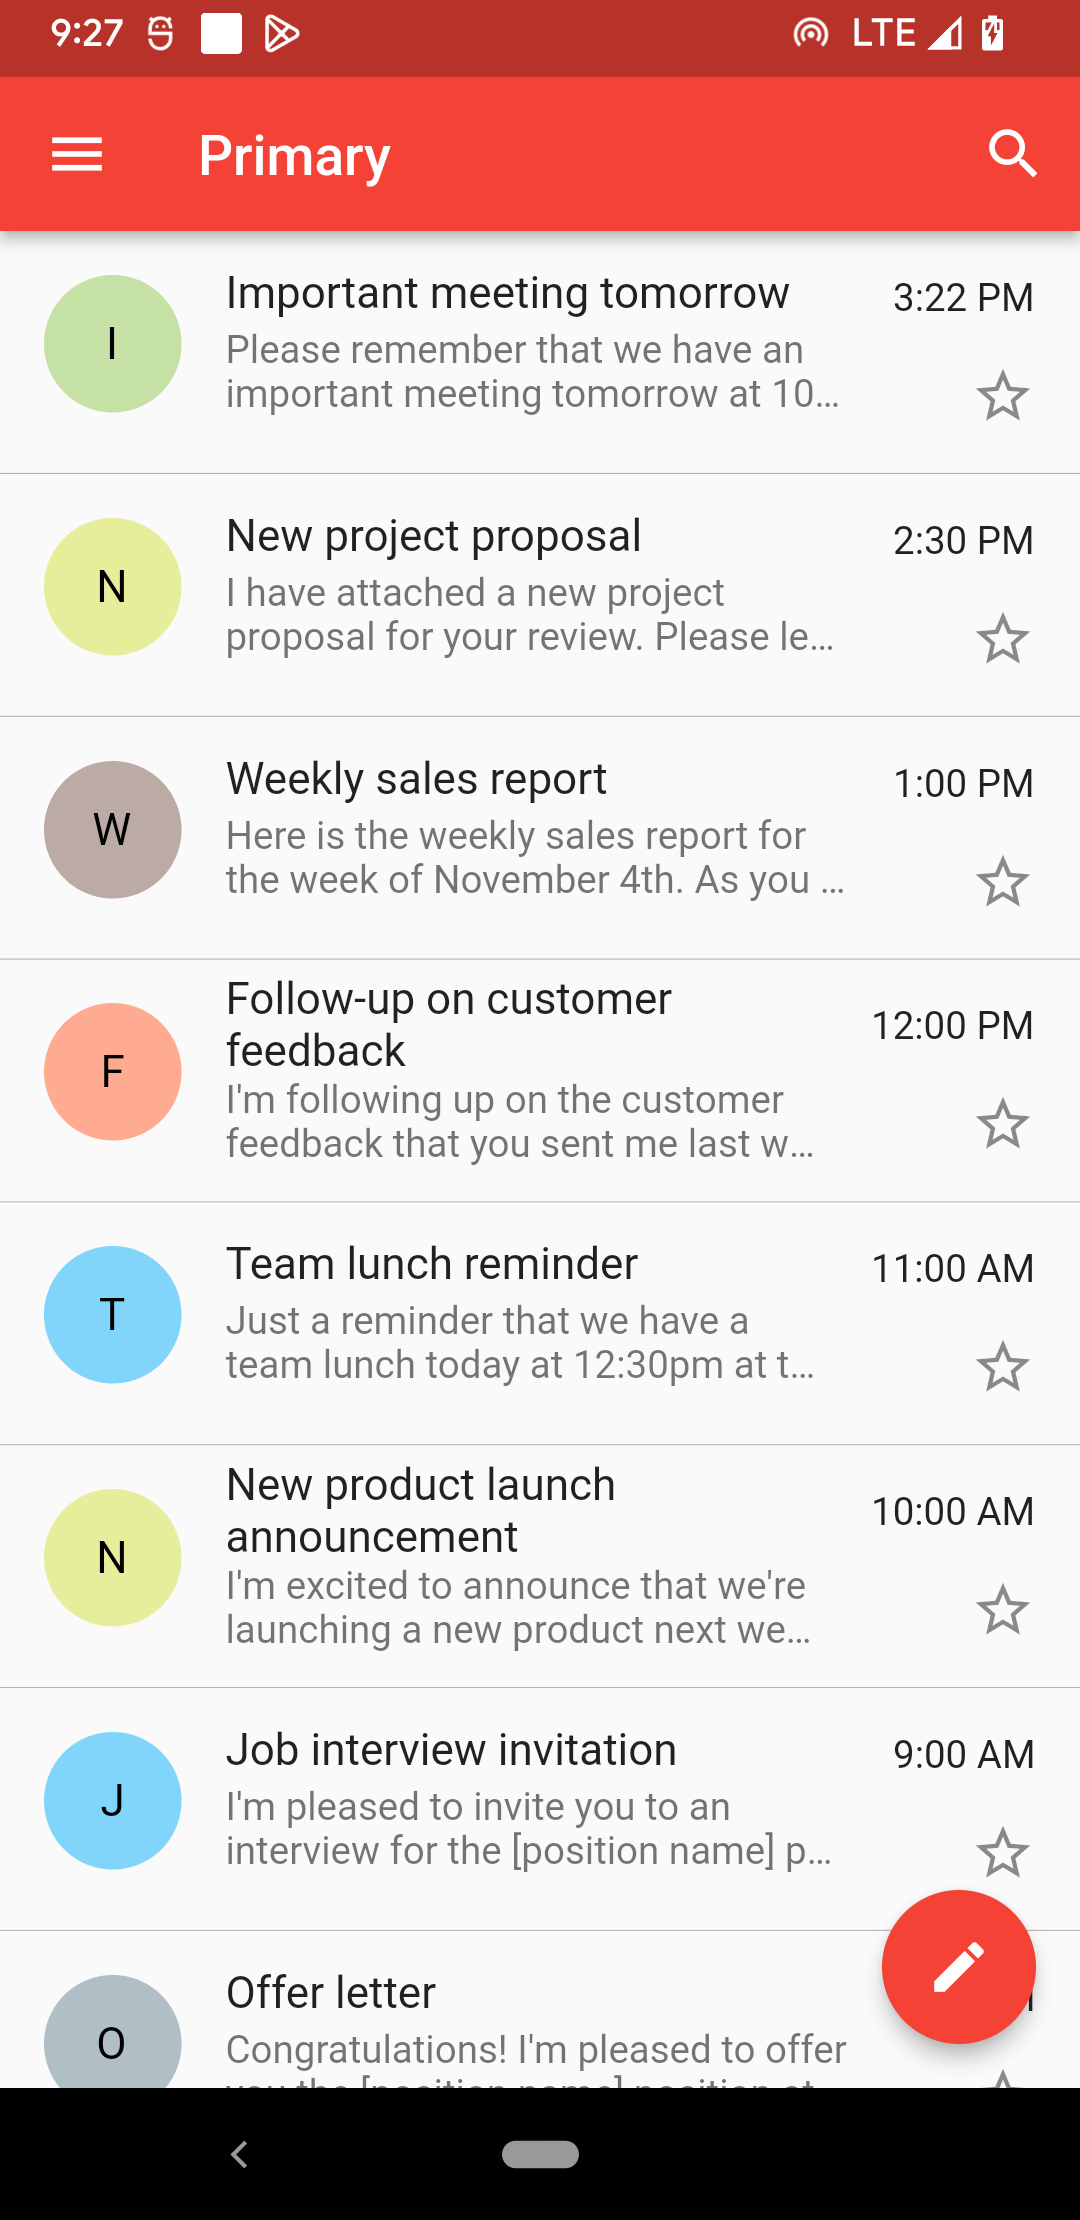 9:27
LTE
Primary
I
Important meeting tomorrow
3:22 PM
Please remember that we have an
important meeting tomorrow at 10...
N
New project proposal
2:30 PM
I have attached a new project
proposal for your review. Please le...
W
Weekly sales report
1:00 PM
Here is the weekly sales report for
the week of November 4th. As you ...
F
Follow-up on customer
feedback
12:00 PM
I'm following up on the customer
feedback that you sent me last w...
T
Team lunch reminder
11:00 AM
Just a reminder that we have a
team lunch today at 12:30pm at t...
N
New product launch
announcement
10:00 AM
I'm excited to announce that we're
launching a new product next we...
J
Job interview invitation
9:00 AM
I'm pleased to invite you to an
interview for the [position name] p...
O
Offer letter
Congratulations! I'm pleased to offer
you the [position name] position at